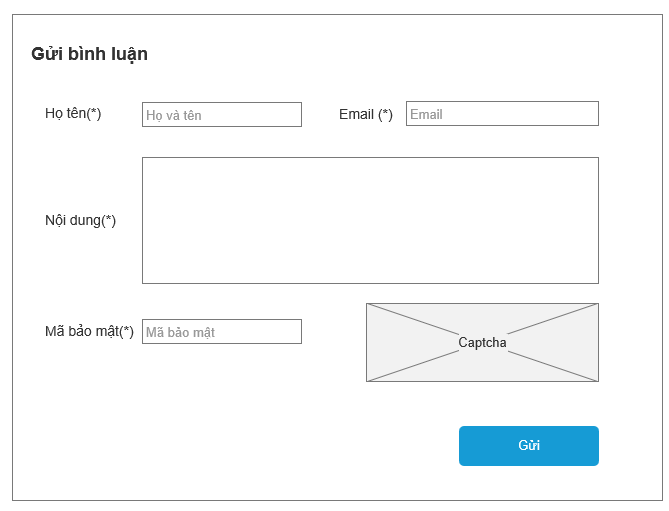 Gửi bình luận
Họ tên(*) Họ và tên Email (*) Email
Nội dung(*)
Mã bảo mật(*) Mã bảo mật Captcha
Gửi